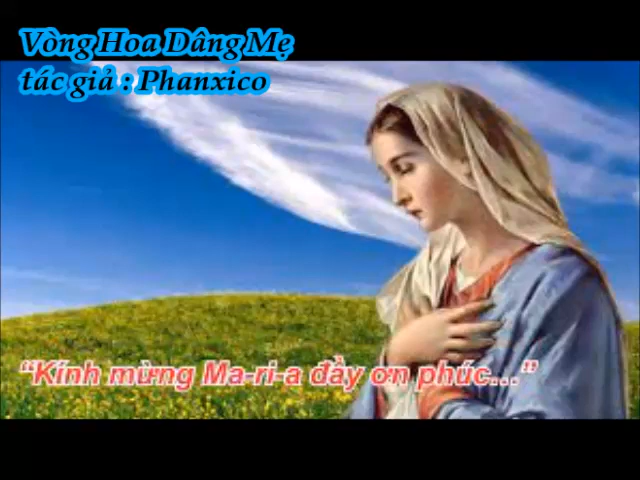 Vòng Hoa Dâng Mẹ
tác giả : Phanxico
“Kính mừng Ma-ri-a đầy ơn phúc...”